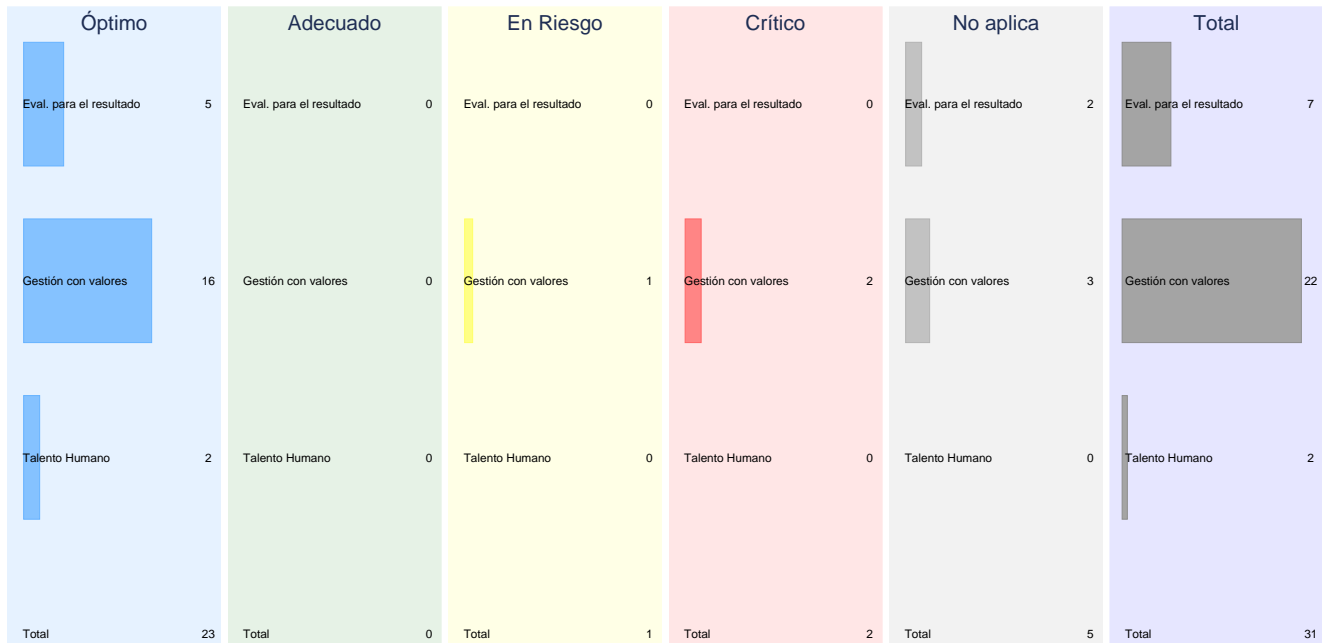 Óptimo Adecuado En Riesgo Crítico No aplica Total
Eval. para el resultado 5 Eval. para el resultado 0 Eval. para el resultado 0 Eval. para el resultado 0 Eval. para el resultado 2 Eval. para el resultado 7
Gestión con valores 16 Gestión con valores 0 Gestión con valores 1 Gestión con valores 2 Gestión con valores 3 Gestión con valores 22
Talento Humano 2 Talento Humano 0 Talento Humano 0 Talento Humano 0 Talento Humano 0 Talento Humano 2
Total 23 Total 0 Total 1 Total 2 Total 5 Total 31